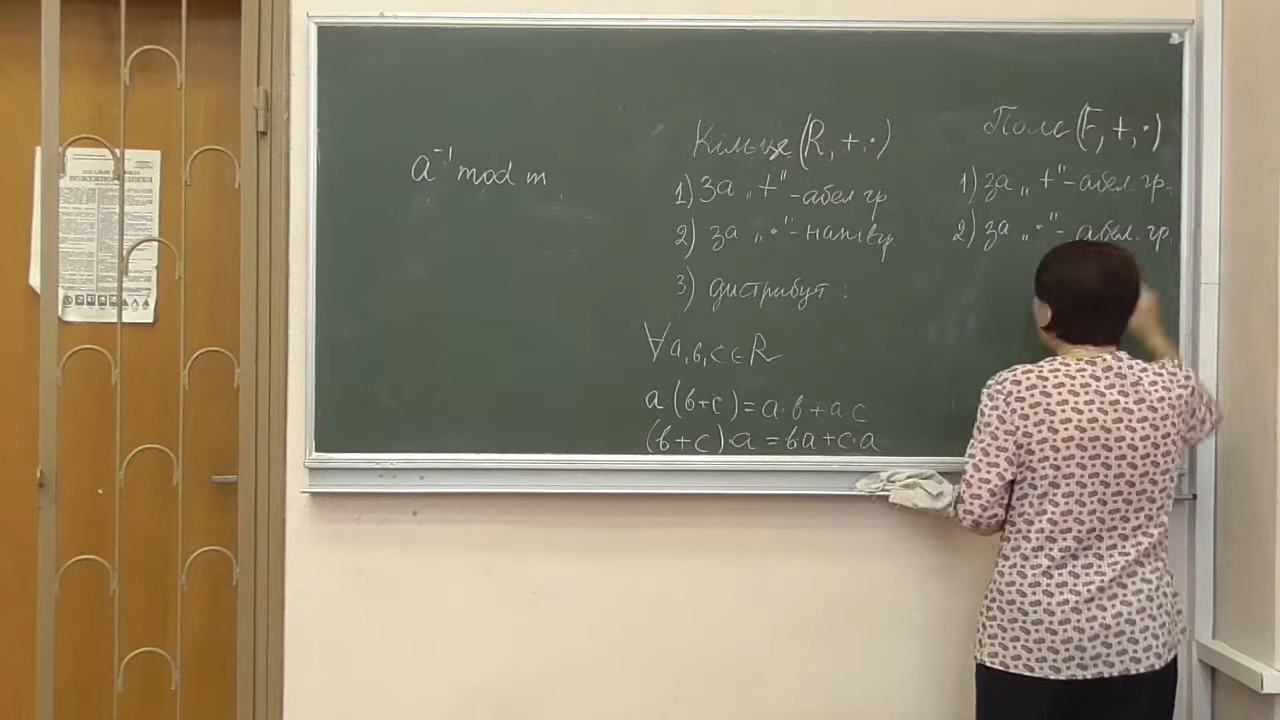 a⁻¹ mod m
Кільце (R, +, ·)
1) За „+" - абел гр
2) за „·" - напівгр.
3) дистрибут :
∀ a, в, c ∈ R
a (в+c) = a·в + a c
(в+c)·a = вa + c·a
Поле (F, +, ·)
1) за „+" - абел. гр.
2) за „·" - абел. гр.